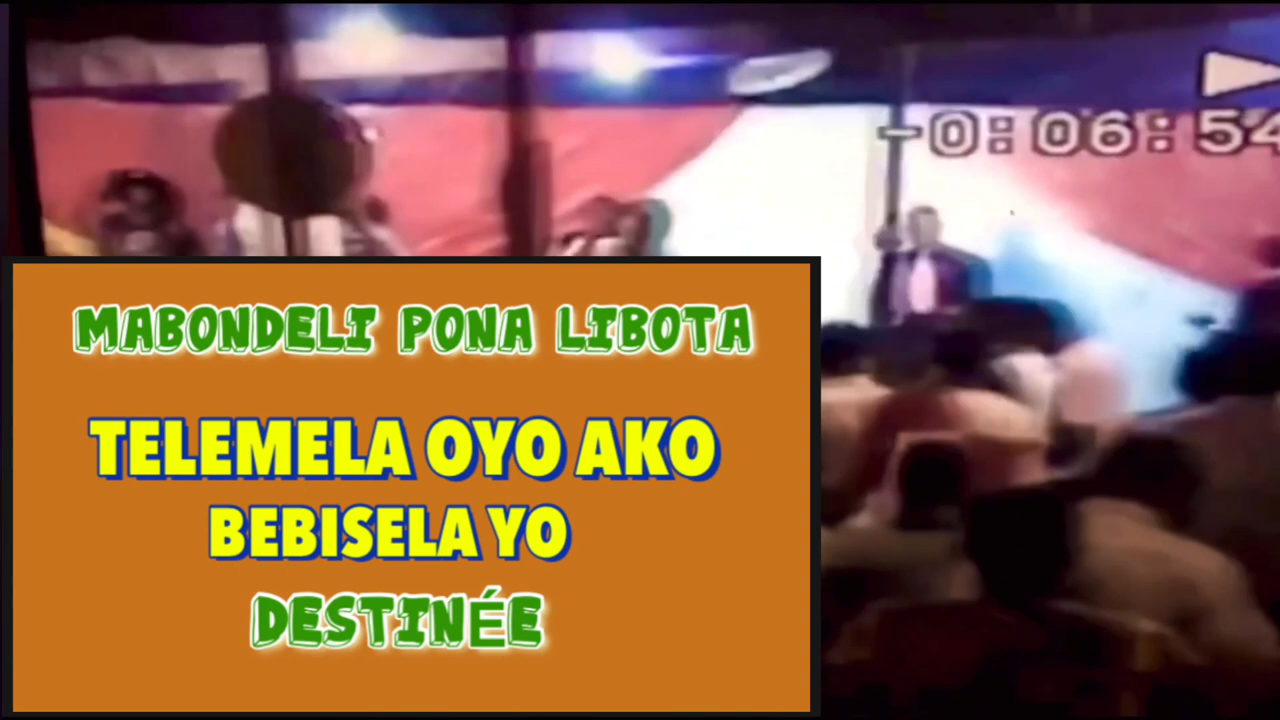 -0:06:54
MABONDELI PONA LIBOTA
TELEMELA OYO AKO
BEBISELA YO
DESTINÉE